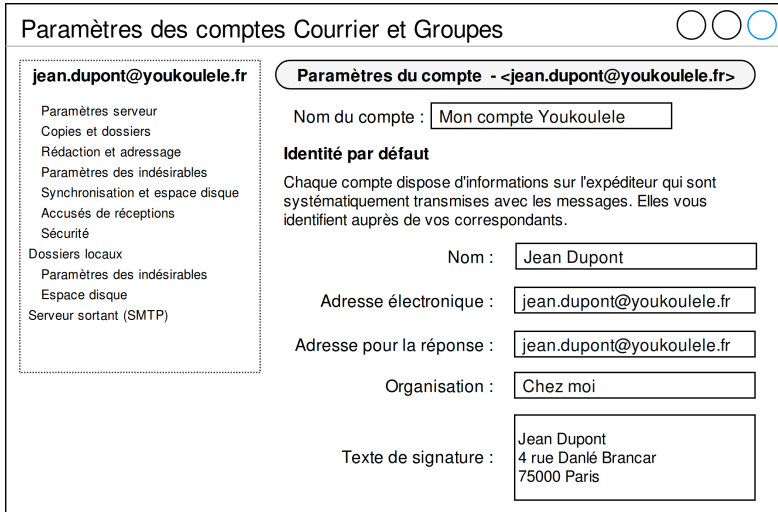 Paramètres des comptes Courrier et Groupes
jean.dupont@youkoulele.fr
Paramètres serveur
Copies et dossiers
Rédaction et adressage
Paramètres des indésirables
Synchronisation et espace disque
Accusés de réceptions
Sécurité
Dossiers locaux
Paramètres des indésirables
Espace disque
Serveur sortant (SMTP)
Paramètres du compte - <jean.dupont@youkoulele.fr>
Nom du compte : Mon compte Youkoulele
Identité par défaut
Chaque compte dispose d'informations sur l'expéditeur qui sont
systématiquement transmises avec les messages. Elles vous
identifient auprès de vos correspondants.
Nom : Jean Dupont
Adresse électronique : jean.dupont@youkoulele.fr
Adresse pour la réponse : jean.dupont@youkoulele.fr
Organisation : Chez moi
Texte de signature :
Jean Dupont
4 rue Danlé Brancar
75000 Paris